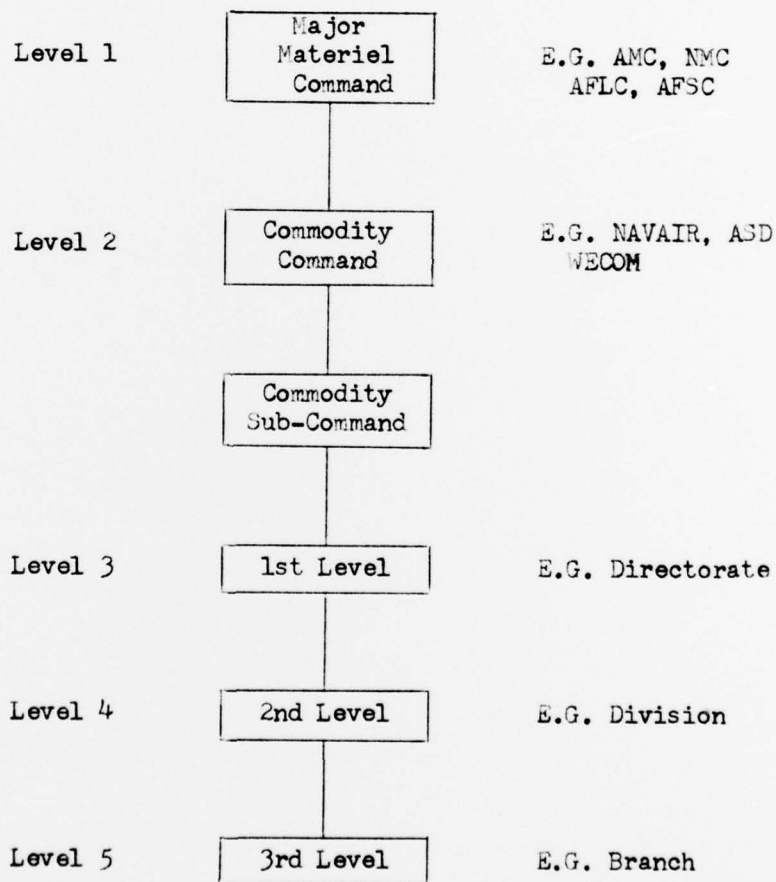 Level 1
Major
Materiel
Command
E.G. AMC, NMC
AFLC, AFSC
Level 2
Commodity
Command
E.G. NAVAIR, ASD
WECOM
Commodity
Sub-Command
Level 3
1st Level
E.G. Directorate
Level 4
2nd Level
E.G. Division
Level 5
3rd Level
E.G. Branch